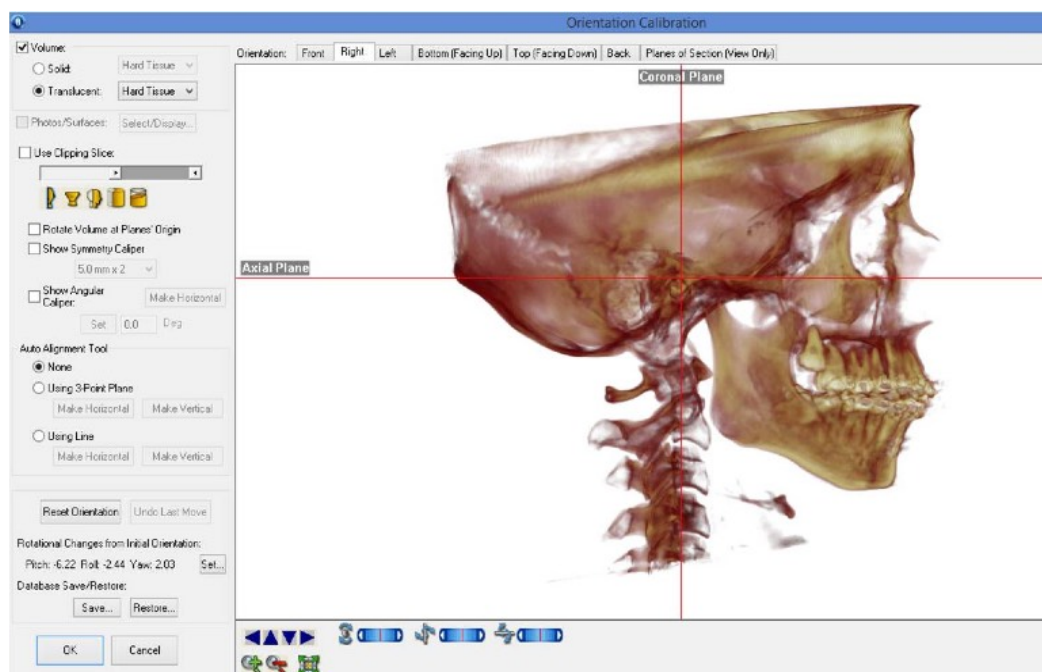 Orientation Calibration
Volume:
Solid: Hard Tissue
Translucent: Hard Tissue
Photos/Surfaces: Select/Display...
Use Clipping Slice:
Rotate Volume at Planes' Origin
Show Symmetry Caliper
5.0 mm x 2
Show Angular Caliper: Make Horizontal
Set 0.0 Deg
Auto Alignment Tool
None
Using 3-Point Plane
Make Horizontal Make Vertical
Using Line
Make Horizontal Make Vertical
Reset Orientation Undo Last Move
Rotational Changes from Initial Orientation:
Pitch: -6.22 Roll: -2.44 Yaw: 2.03 Set...
Database Save/Restore:
Save... Restore...
OK Cancel
Orientation: Front Right Left Bottom (Facing Up) Top (Facing Down) Back Planes of Section (View Only)
Coronal Plane
Axial Plane